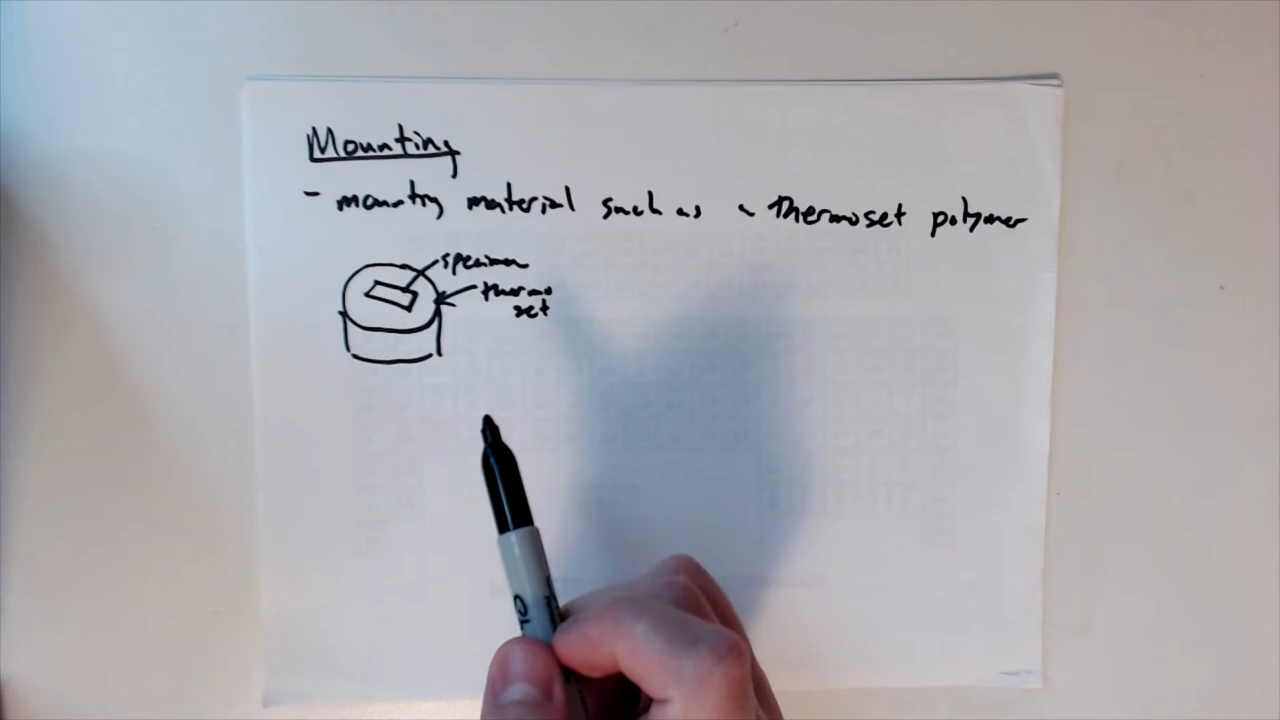 Mounting
- mounting material such as a thermoset polymer
specimen
thermo
set